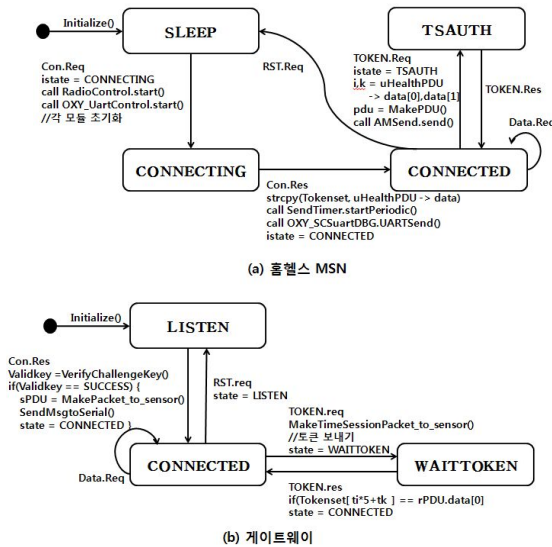 Initialize()
SLEEP
TSAUTH
Con.Req
istate = CONNECTING
call RadioControl.start()
call OXY_UartControl.start()
//각 모듈 초기화
RST.Req
TOKEN.Req
istate = TSAUTH
i,k = uHealthPDU
-> data[0],data[1]
pdu = MakePDU()
call AMSend.send()
TOKEN.Res
Data.Req
CONNECTING
CONNECTED
Con.Res
strcpy(Tokenset, uHealthPDU -> data)
call SendTimer.startPeriodic()
call OXY_SCSuartDBG.UARTSend()
istate = CONNECTED
(a) 홈헬스 MSN
Initialize()
LISTEN
Con.Res
Validkey =VerifyChallengeKey()
if(Validkey == SUCCESS) {
sPDU = MakePacket_to_sensor()
SendMsgtoSerial()
state = CONNECTED }
RST.req
state = LISTEN
TOKEN.req
MakeTimeSessionPacket_to_sensor()
//토큰 보내기
state = WAITTOKEN
Data.Req
CONNECTED
WAITTOKEN
TOKEN.res
if(Tokenset[ ti*5+tk ] == rPDU.data[0]
state = CONNECTED
(b) 게이트웨이